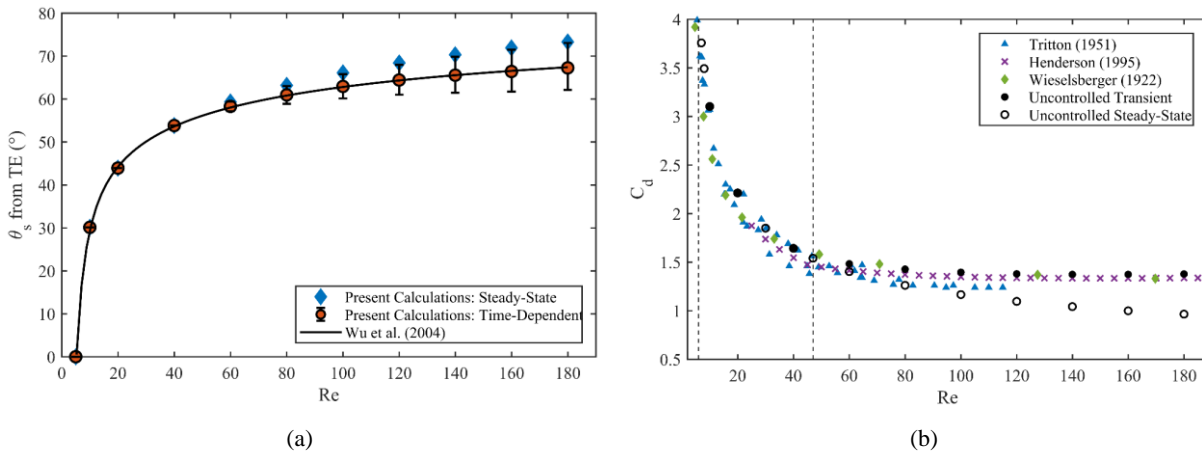 80
70
60
50
40
30
20
10
0
θs from TE (°)
0 20 40 60 80 100 120 140 160 180
Re
Present Calculations: Steady-State
Present Calculations: Time-Dependent
Wu et al. (2004)
(a)
4
3.5
3
2.5
2
1.5
1
0.5
Cd
20 40 60 80 100 120 140 160 180
Re
Tritton (1951)
Henderson (1995)
Wieselsberger (1922)
Uncontrolled Transient
Uncontrolled Steady-State
(b)